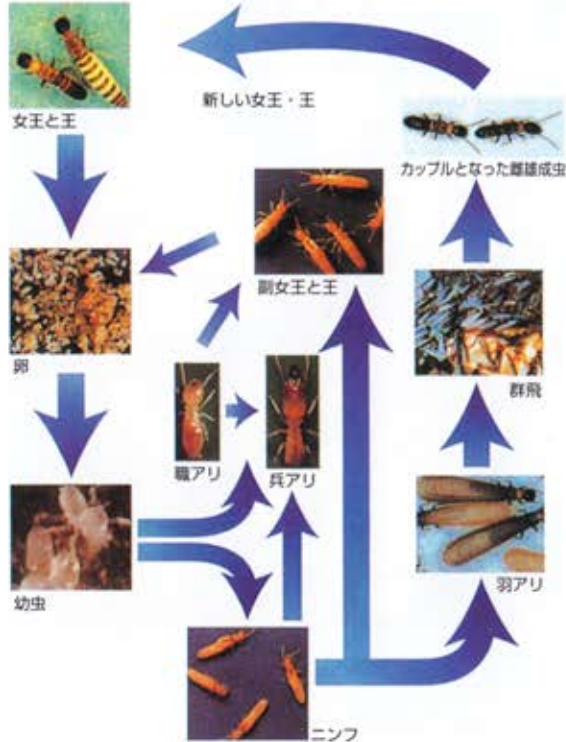 女王と王
新しい女王・王
カップルとなった雌雄成虫
副女王と王
卵
群飛
職アリ
兵アリ
羽アリ
幼虫
ニンフ